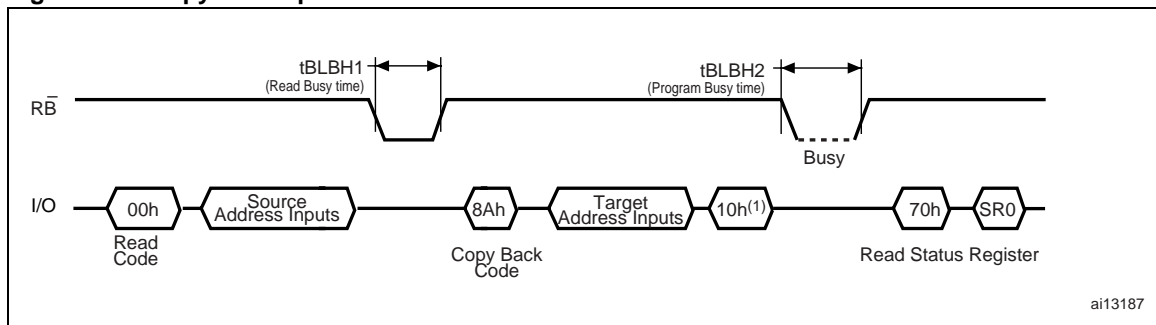 tBLBH1
(Read Busy time)
tBLBH2
(Program Busy time)
RB̅
Busy
I/O
00h
Source
Address Inputs
8Ah
Target
Address Inputs
10h(1)
70h
SR0
Read
Code
Copy Back
Code
Read Status Register
ai13187